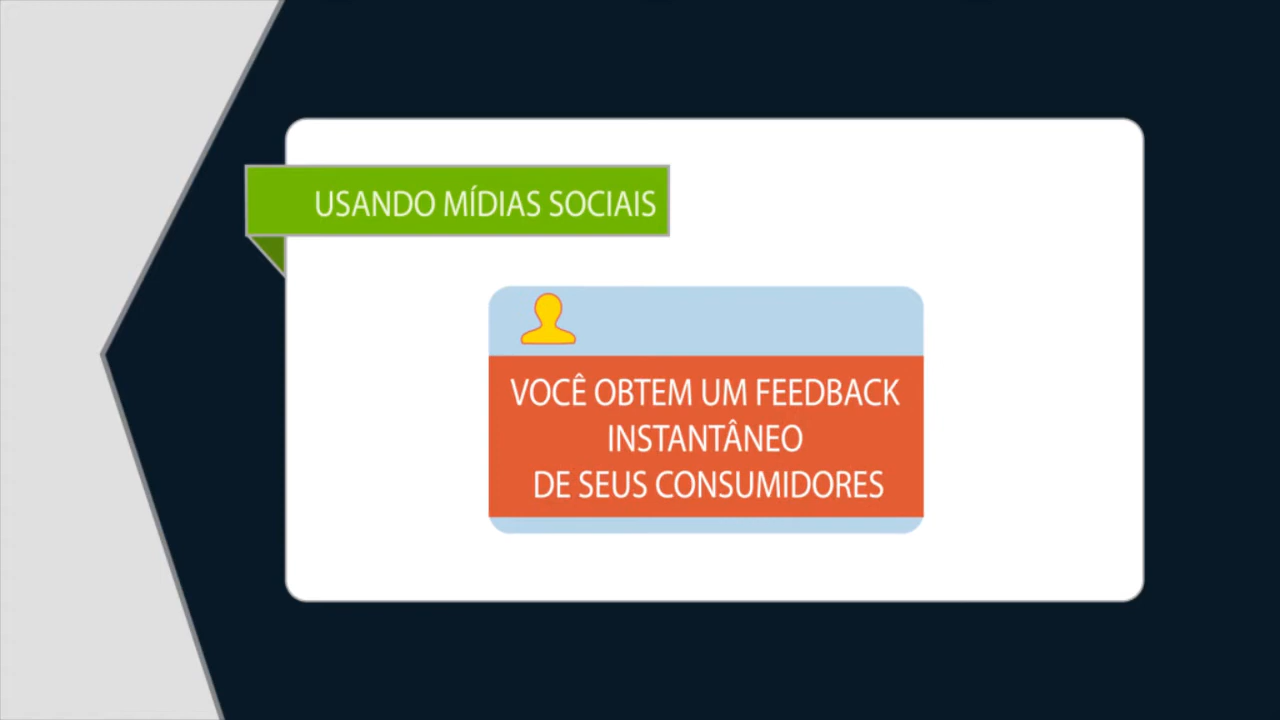 USANDO MÍDIAS SOCIAIS
VOCÊ OBTEM UM FEEDBACK
INSTANTÂNEO
DE SEUS CONSUMIDORES